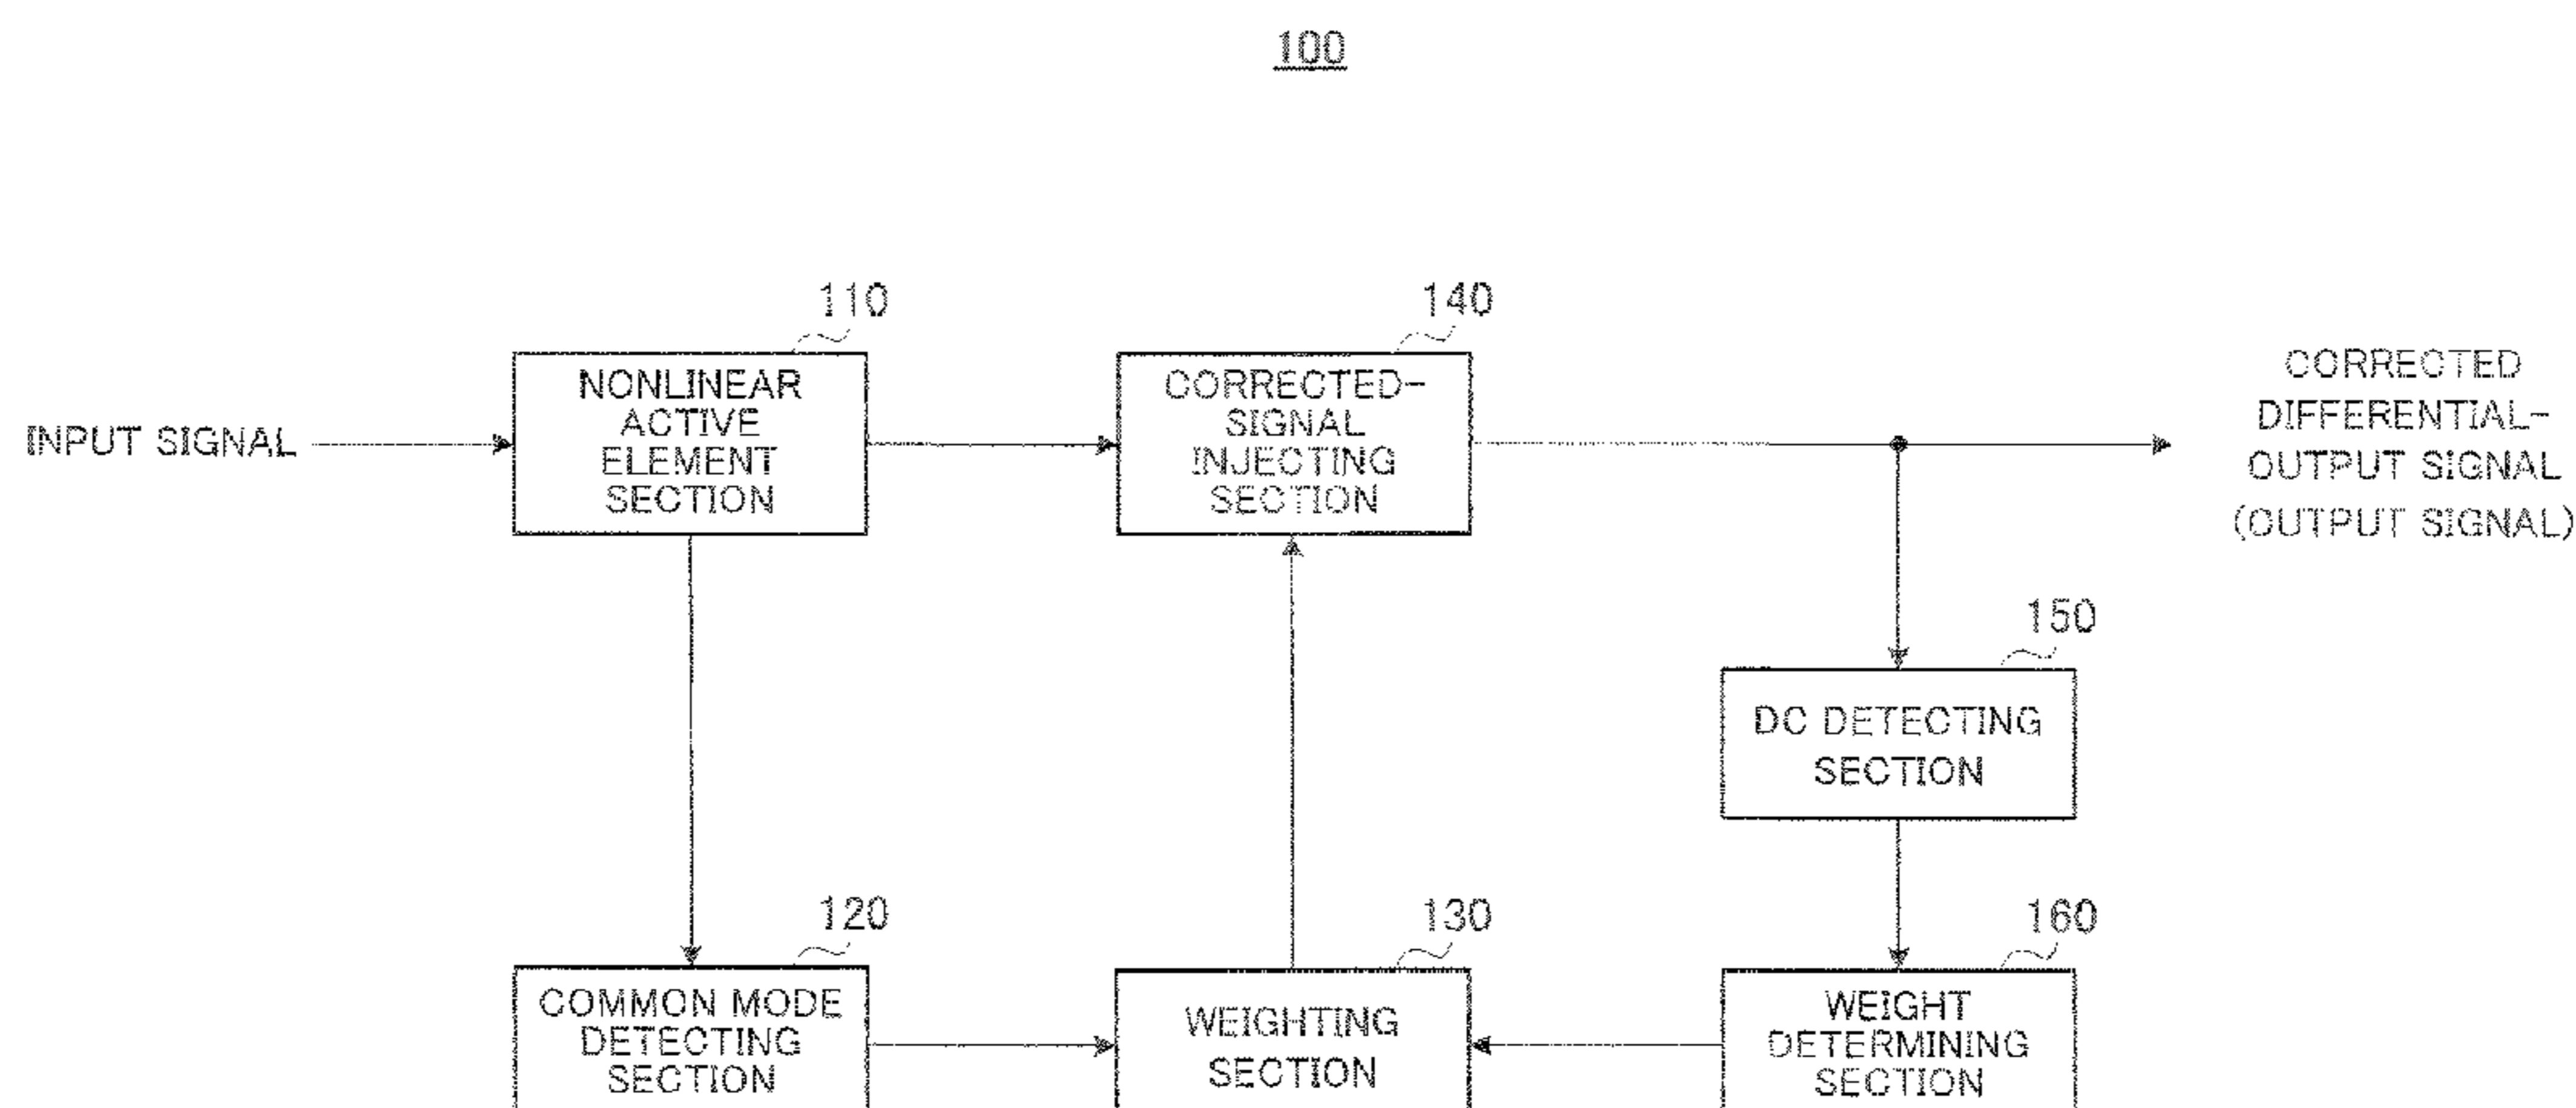 100
110
140
INPUT SIGNAL
NONLINEAR
ACTIVE
ELEMENT
SECTION
CORRECTED-
SIGNAL
INJECTING
SECTION
CORRECTED
DIFFERENTIAL-
OUTPUT SIGNAL
(OUTPUT SIGNAL)
150
DC DETECTING
SECTION
120
130
160
COMMON MODE
DETECTING
SECTION
WEIGHTING
SECTION
WEIGHT
DETERMINING
SECTION